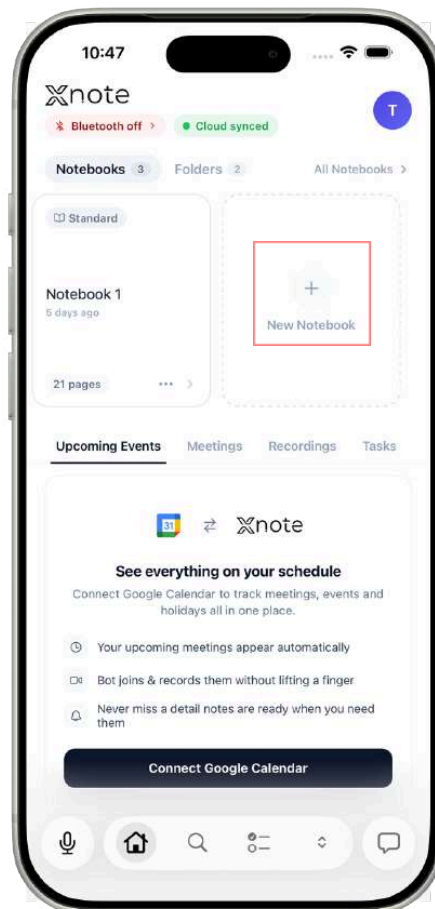 10:47
Xnote
Bluetooth off >
Cloud synced
T
Notebooks 3
Folders 2
All Notebooks >
Standard
Notebook 1
5 days ago
21 pages
New Notebook
Upcoming Events
Meetings
Recordings
Tasks
31
Xnote
See everything on your schedule
Connect Google Calendar to track meetings, events and
holidays all in one place.
Your upcoming meetings appear automatically
Bot joins & records them without lifting a finger
Never miss a detail notes are ready when you need
them
Connect Google Calendar